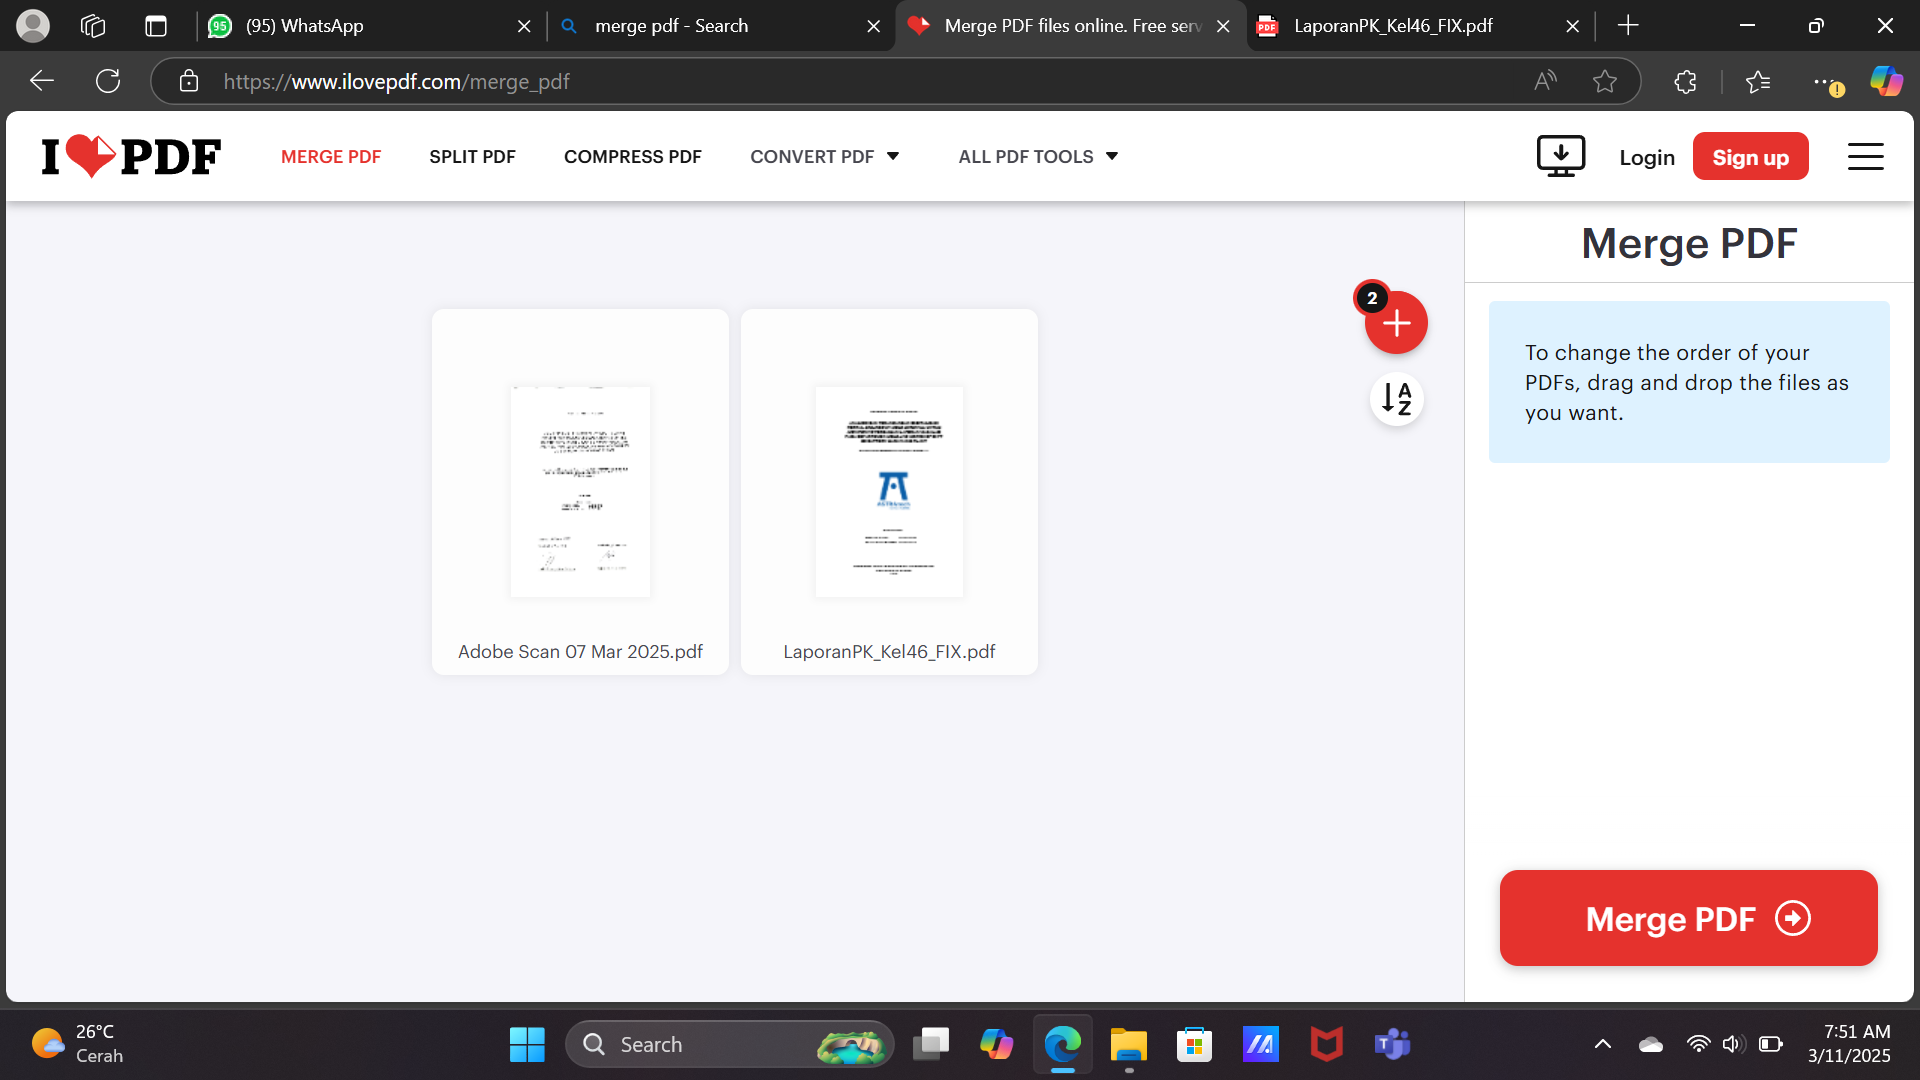 95
(95) WhatsApp
merge pdf - Search
Merge PDF files online. Free serv
PDF
LaporanPK_Kel46_FIX.pdf
https://www.ilovepdf.com/merge_pdf
I PDF
MERGE PDF
SPLIT PDF
COMPRESS PDF
CONVERT PDF
ALL PDF TOOLS
Login
Sign up
Merge PDF
2
A
Z
To change the order of your
PDFs, drag and drop the files as
you want.
Adobe Scan 07 Mar 2025.pdf
LaporanPK_Kel46_FIX.pdf
Merge PDF
26°C
Cerah
Search
7:51 AM
3/11/2025